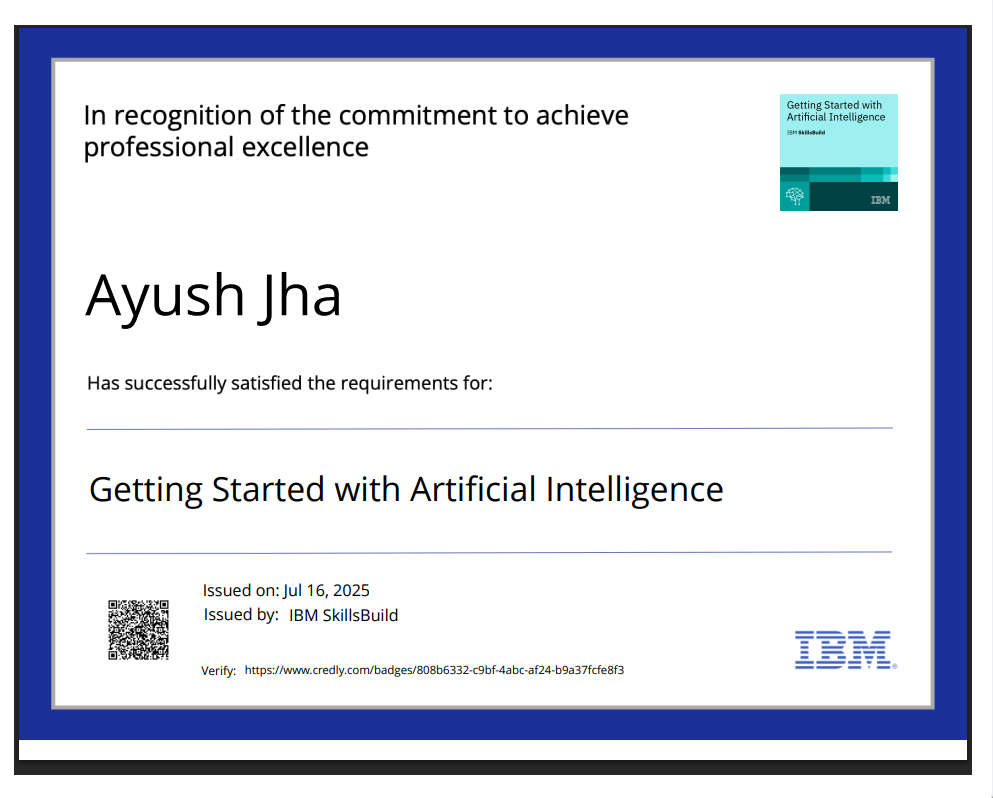 In recognition of the commitment to achieve
professional excellence
Getting Started with
Artificial Intelligence
IBM SkillsBuild
IBM
Ayush Jha
Has successfully satisfied the requirements for:
Getting Started with Artificial Intelligence
Issued on: Jul 16, 2025
Issued by: IBM SkillsBuild
Verify: https://www.credly.com/badges/808b6332-c9bf-4abc-af24-b9a37fcfe8f3
IBM®